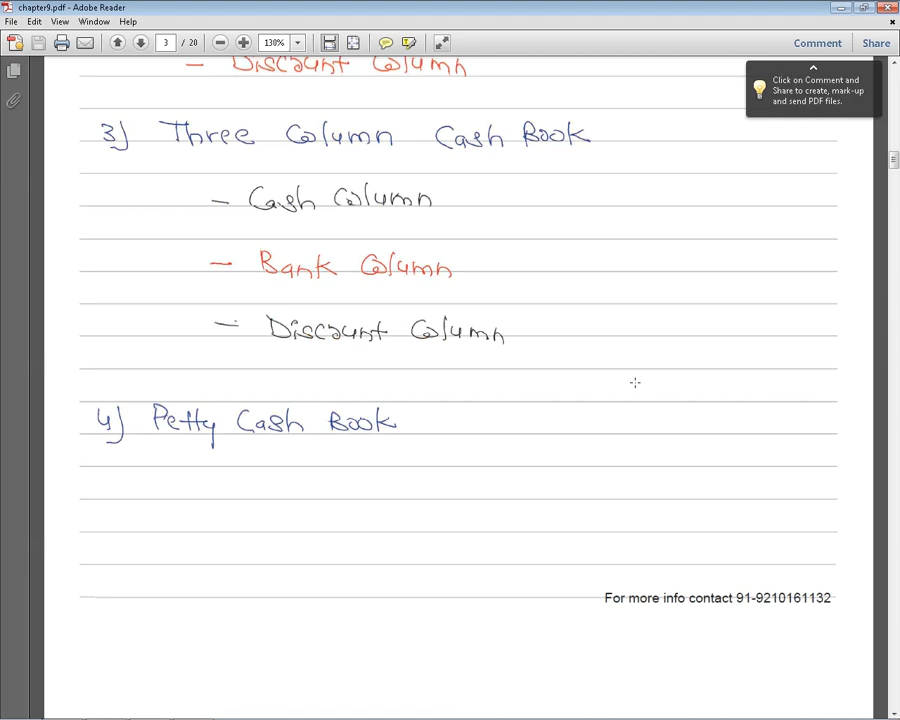 chapter9.pdf - Adobe Reader
File Edit View Window Help
3 / 20 130% Comment Share
Click on Comment and
Share to create, mark-up
and send PDF files.
- Discount Column
3) Three Column Cash Book
- Cash Column
- Bank Column
- Discount Column
4) Petty Cash Book
For more info contact 91-9210161132